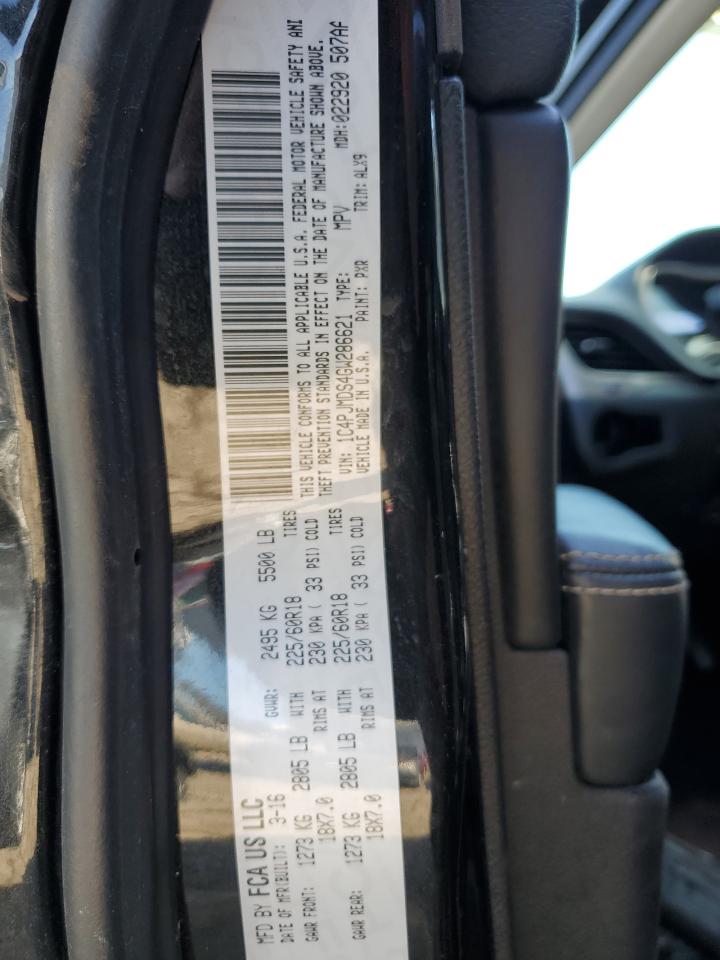 MFD BY FCA US LLC
DATE OF MFR(BUILT): 3-16 GVWR: 2495 KG 5500 LB
GAWR FRONT: 1273 KG 2805 LB WITH 225/60R18 TIRES
18X7.0 RIMS AT 230 KPA ( 33 PSI) COLD
GAWR REAR: 1273 KG 2805 LB WITH 225/60R18 TIRES
18X7.0 RIMS AT 230 KPA ( 33 PSI) COLD
THIS VEHICLE CONFORMS TO ALL APPLICABLE U.S.A. FEDERAL MOTOR VEHICLE SAFETY AND
THEFT PREVENTION STANDARDS IN EFFECT ON THE DATE OF MANUFACTURE SHOWN ABOVE.
VIN: 1C4PJMDS4GW286621 TYPE: MPV MDH:022920 507AF
VEHICLE MADE IN U.S.A. PAINT: PXR TRIM: ALX9